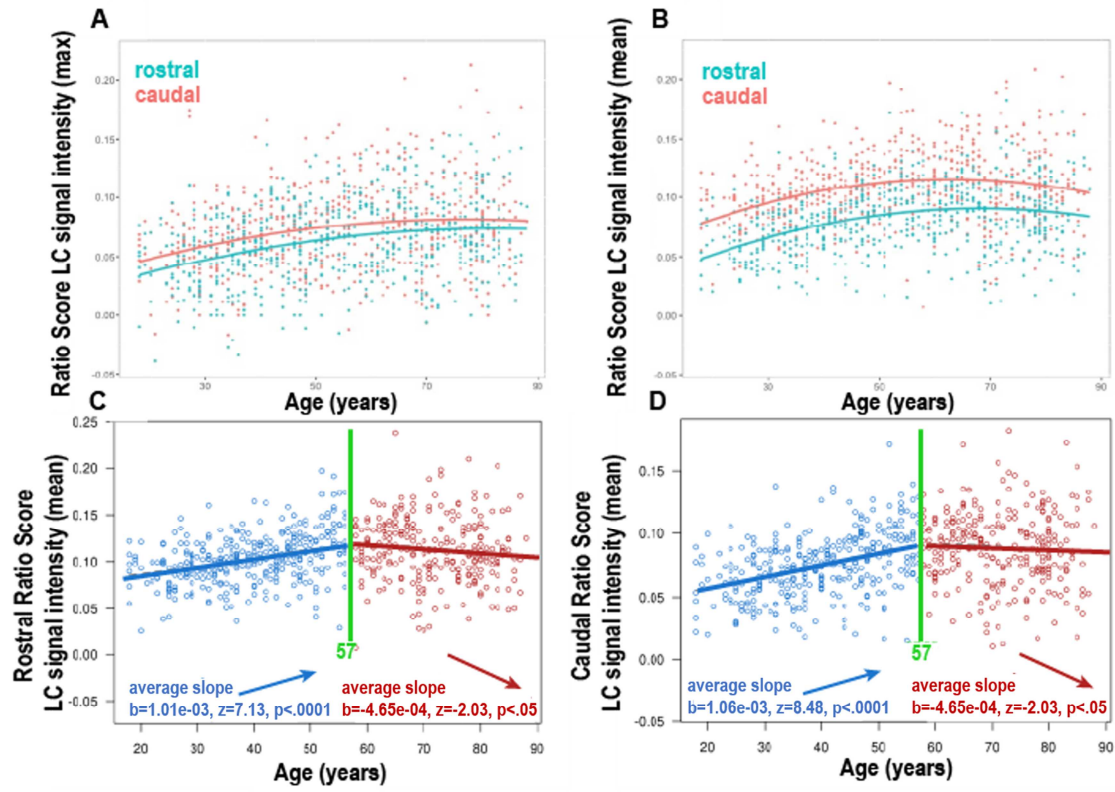 A
Ratio Score LC signal intensity (max)
rostral
caudal
0.20
0.15
0.10
0.05
0.00
-0.05
30
50
70
90
Age (years)
B
Ratio Score LC signal intensity (mean)
rostral
caudal
0.20
0.15
0.10
0.05
0.00
-0.05
30
50
70
90
Age (years)
C
Rostral Ratio Score
LC signal intensity (mean)
0.25
0.20
0.15
0.10
0.05
0.00
-0.05
57
average slope
b=1.01e-03, z=7.13, p<.0001
average slope
b=-4.65e-04, z=-2.03, p<.05
20
30
40
50
60
70
80
90
Age (years)
D
Caudal Ratio Score
LC signal intensity (mean)
0.15
0.10
0.05
0.00
-0.05
57
average slope
b=1.06e-03, z=8.48, p<.0001
average slope
b=-4.65e-04, z=-2.03, p<.05
20
30
40
50
60
70
80
90
Age (years)